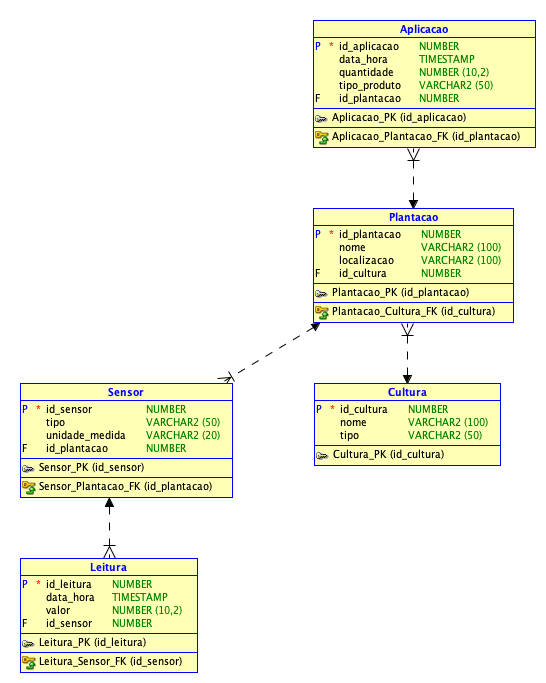 Aplicacao
P * id_aplicacao NUMBER
data_hora TIMESTAMP
quantidade NUMBER (10,2)
tipo_produto VARCHAR2 (50)
F id_plantacao NUMBER
Aplicacao_PK (id_aplicacao)
Aplicacao_Plantacao_FK (id_plantacao)
Plantacao
P * id_plantacao NUMBER
nome VARCHAR2 (100)
localizacao VARCHAR2 (100)
F id_cultura NUMBER
Plantacao_PK (id_plantacao)
Plantacao_Cultura_FK (id_cultura)
Sensor
P * id_sensor NUMBER
tipo VARCHAR2 (50)
unidade_medida VARCHAR2 (20)
F id_plantacao NUMBER
Sensor_PK (id_sensor)
Sensor_Plantacao_FK (id_plantacao)
Cultura
P * id_cultura NUMBER
nome VARCHAR2 (100)
tipo VARCHAR2 (50)
Cultura_PK (id_cultura)
Leitura
P * id_leitura NUMBER
data_hora TIMESTAMP
valor NUMBER (10,2)
F id_sensor NUMBER
Leitura_PK (id_leitura)
Leitura_Sensor_FK (id_sensor)